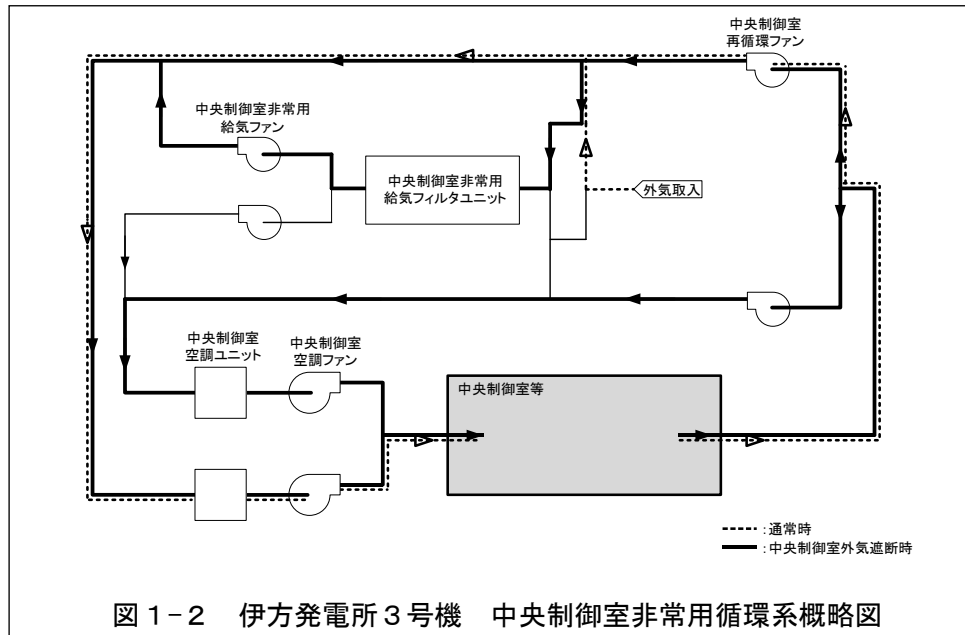 中央制御室
再循環ファン
中央制御室非常用
給気ファン
中央制御室非常用
給気フィルタユニット
外気取入
中央制御室
空調ユニット
中央制御室
空調ファン
中央制御室等
:通常時
:中央制御室外気遮断時
図1-2 伊方発電所3号機 中央制御室非常用循環系概略図